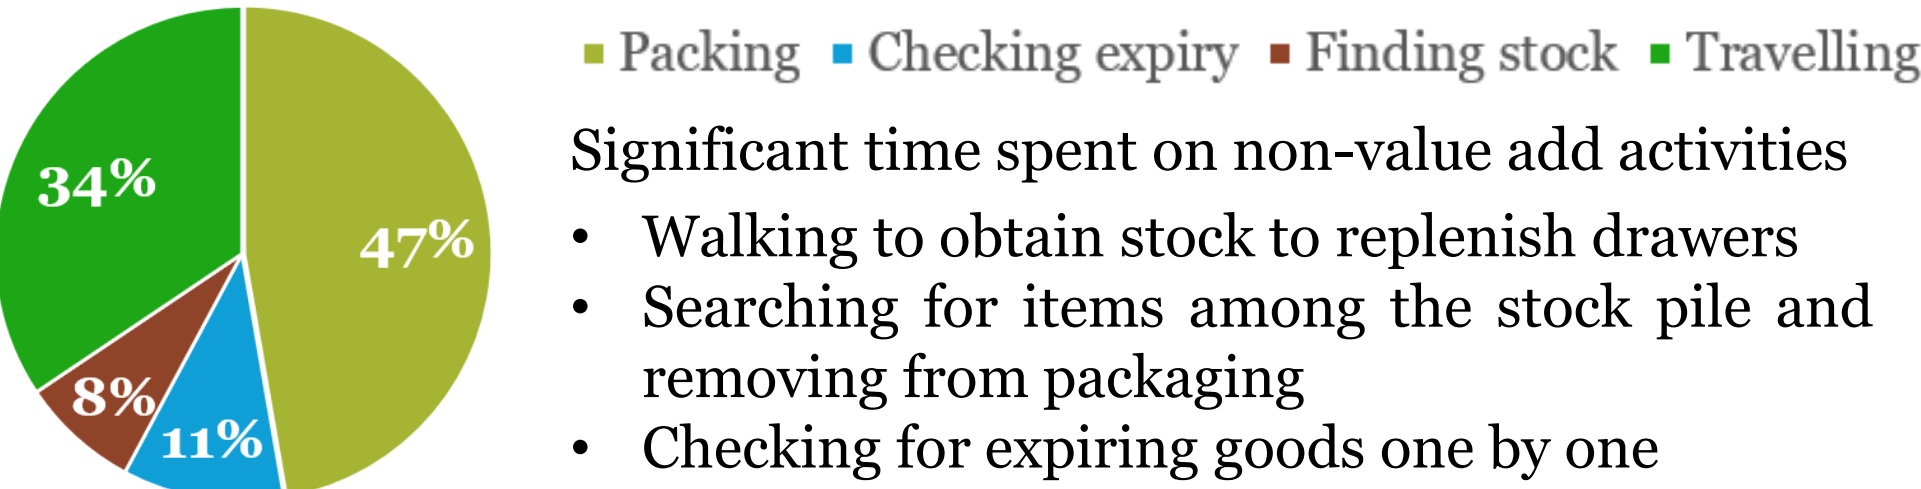 Packing Checking expiry Finding stock Travelling
34%
47%
8%
11%
Significant time spent on non-value add activities
• Walking to obtain stock to replenish drawers
• Searching for items among the stock pile and
removing from packaging
• Checking for expiring goods one by one